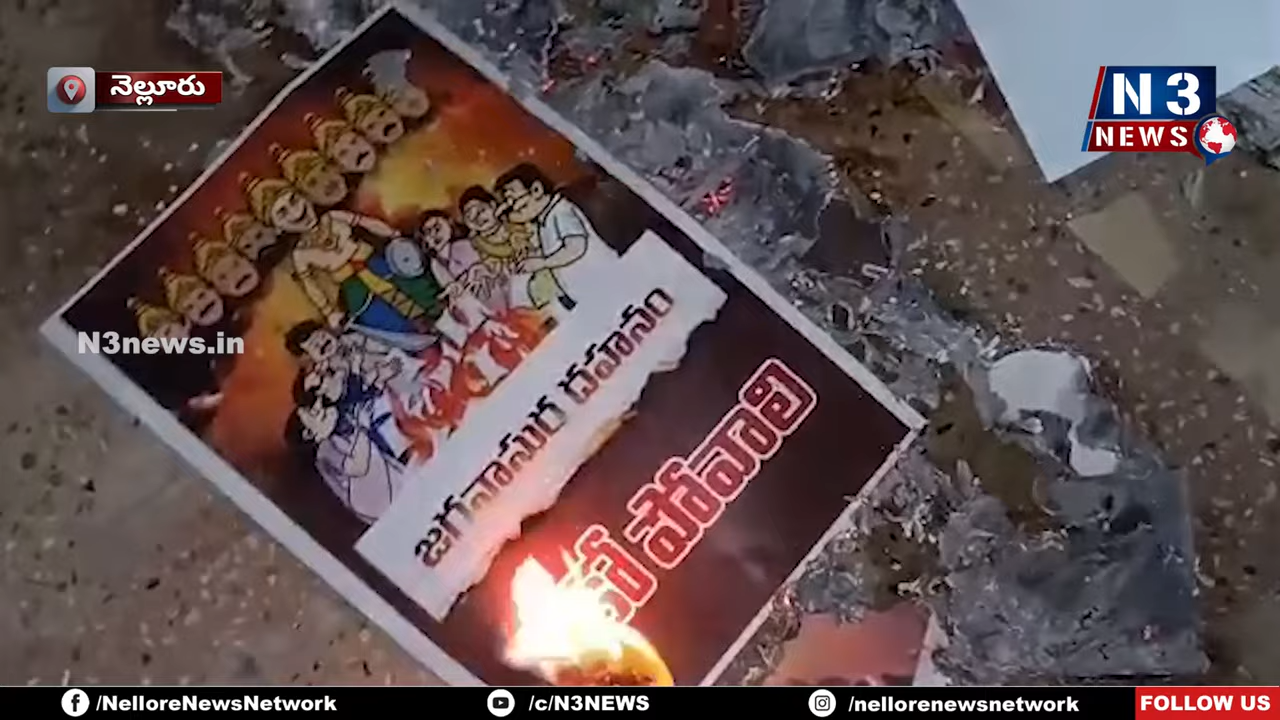 నెల్లూరు
N3
NEWS
N3news.in
జగనాసుర దహనం
పోవాలి
/NelloreNewsNetwork
/c/N3NEWS
/nellorenewsnetwork
FOLLOW US